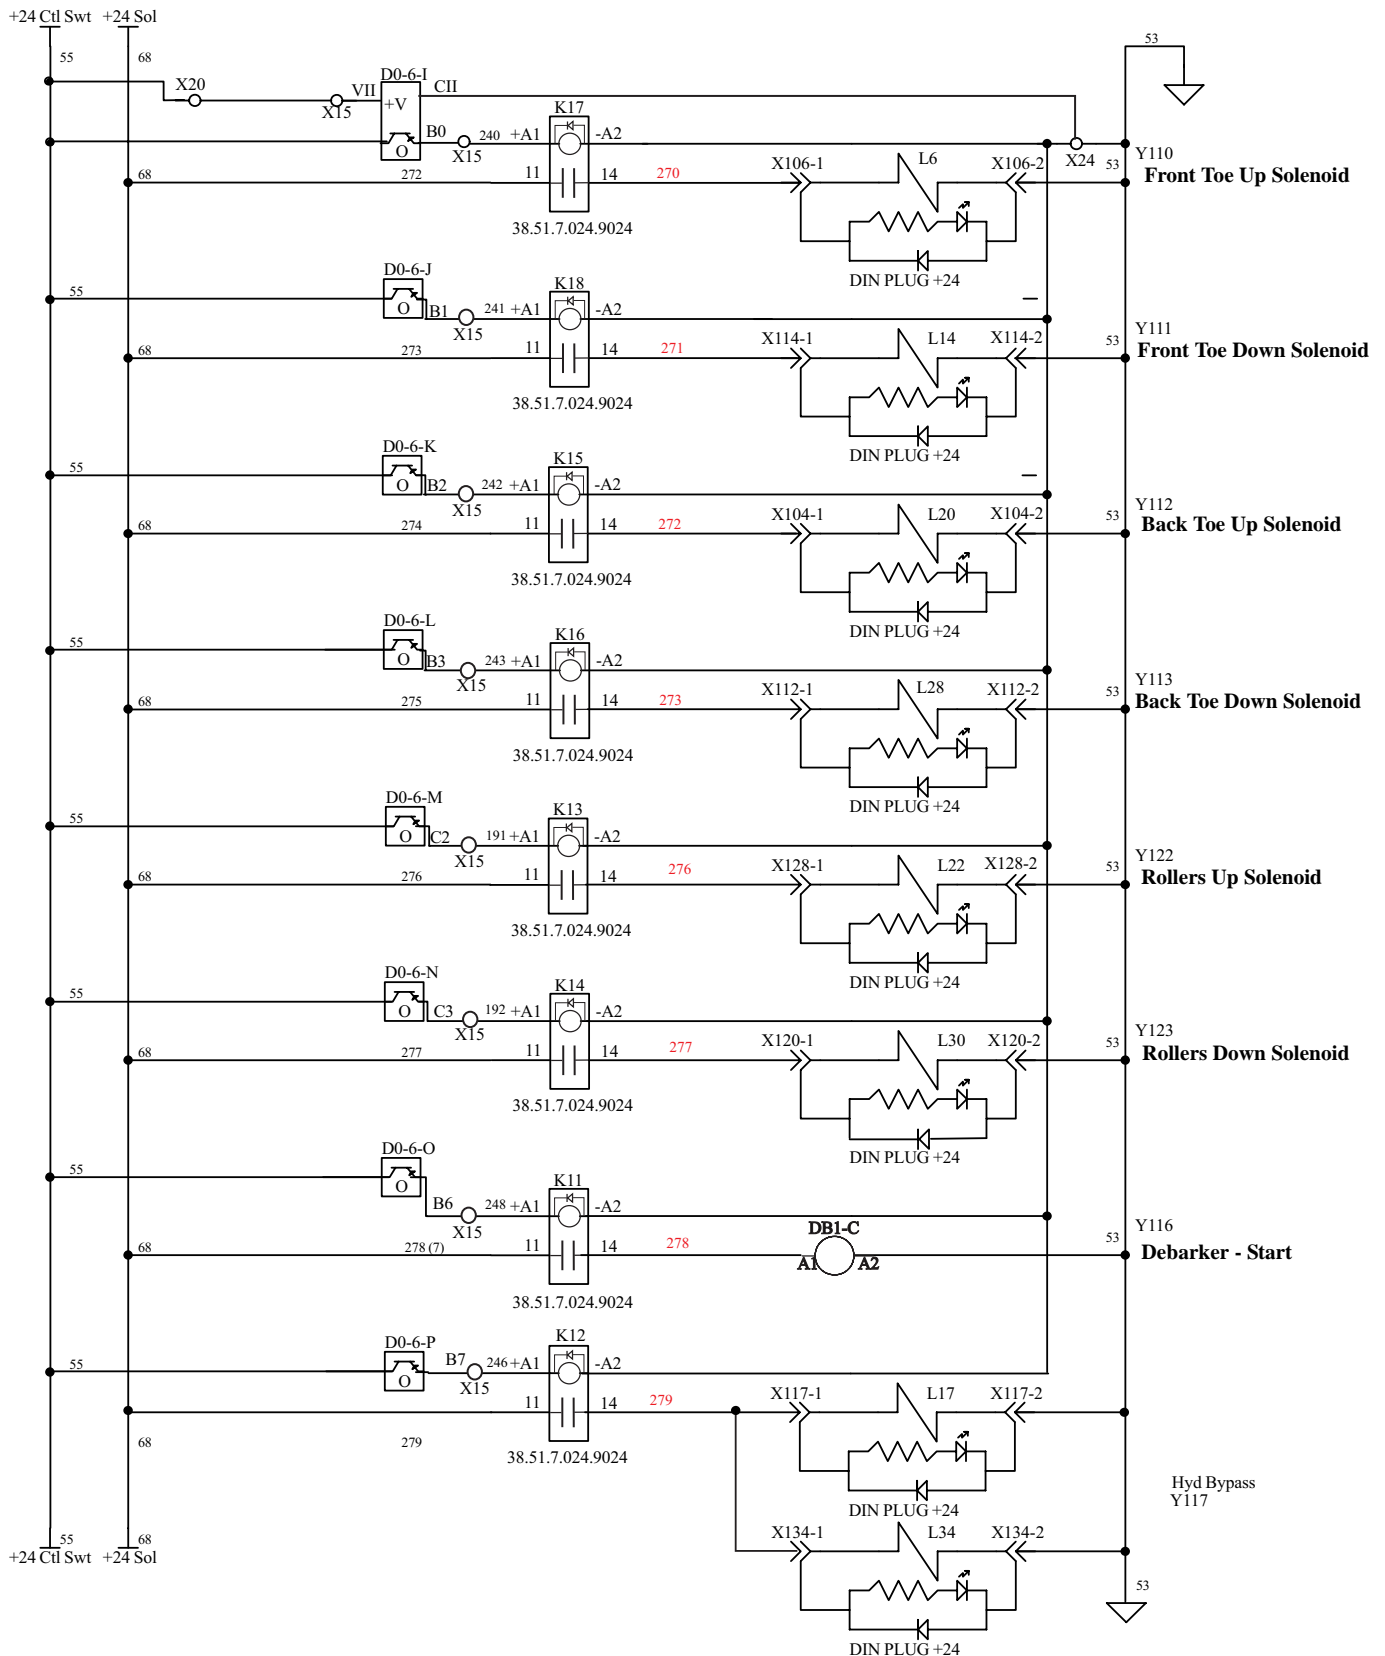 +24 Ctl Swt +24 Sol
53
55 68
D0-6-I
X20 VII CII
+V
X15 K17
B0 240 +A1 -A2
O X15 X24 Y110
X106-1 L6 X106-2 53
68 272 11 14 270 Front Toe Up Solenoid
38.51.7.024.9024
D0-6-J DIN PLUG +24
K18
55
O B1 241 +A1 -A2
X15 X114-1 L14 X114-2 53 Y111
68 273 11 14 271 Front Toe Down Solenoid
38.51.7.024.9024
D0-6-K DIN PLUG +24
K15
55
O B2 242 +A1 -A2
X15 X104-1 L20 X104-2 53 Y112
68 274 11 14 272 Back Toe Up Solenoid
38.51.7.024.9024
D0-6-L DIN PLUG +24
K16
55
O B3 243 +A1 -A2
X15 X112-1 L28 X112-2 53 Y113
68 275 11 14 273 Back Toe Down Solenoid
38.51.7.024.9024
D0-6-M DIN PLUG +24
K13
55
O C2 191 +A1 -A2
X15 X128-1 L22 X128-2 53 Y122
68 276 11 14 276 Rollers Up Solenoid
38.51.7.024.9024
D0-6-N DIN PLUG +24
K14
55
O C3 192 +A1 -A2
X15 X120-1 L30 X120-2 53 Y123
68 277 11 14 277 Rollers Down Solenoid
38.51.7.024.9024
D0-6-O DIN PLUG +24
55 K11
O B6 248 +A1 -A2
X15 DB1-C 53 Y116
68 278 (7) 11 14 278 A1 A2 Debarker - Start
38.51.7.024.9024
D0-6-P K12
55 B7 246 +A1 -A2
O X15 X117-1 L17 X117-2
11 14 279
68 279
38.51.7.024.9024
Hyd Bypass
Y117
DIN PLUG +24
55 68 X134-1 L34 X134-2
+24 Ctl Swt +24 Sol
53
DIN PLUG +24